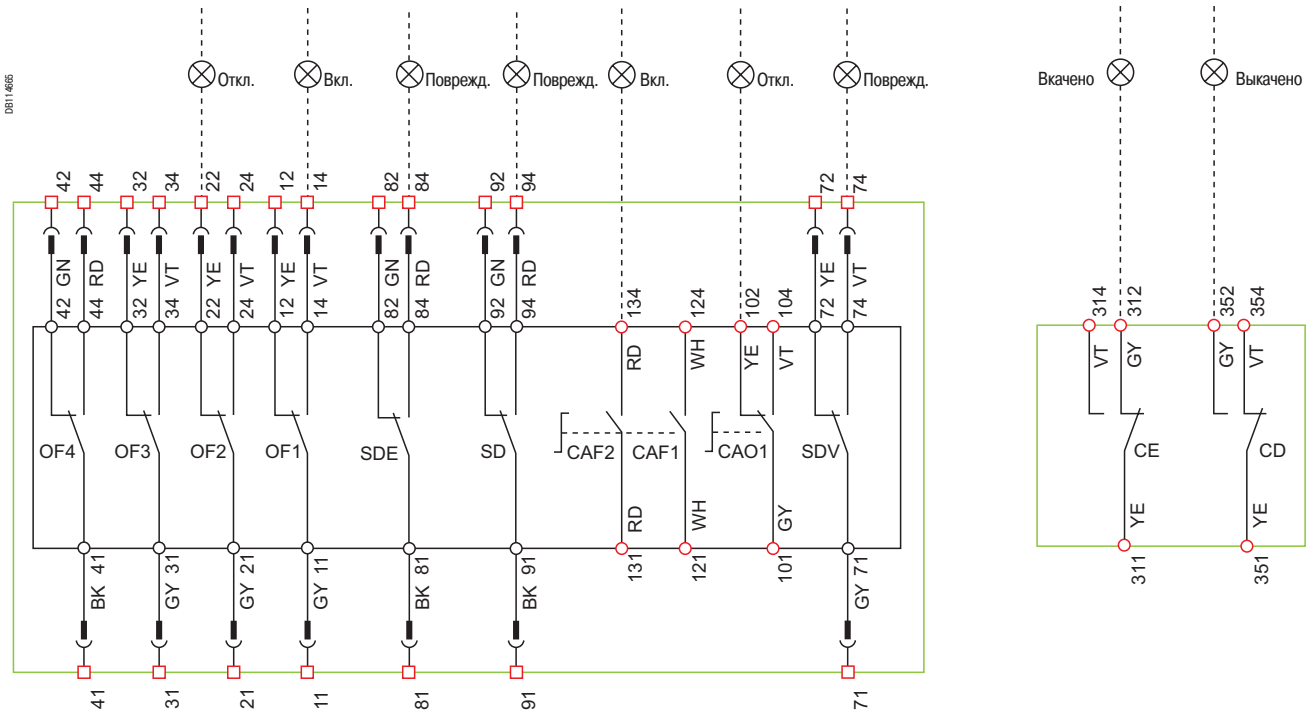 DB114665
Откл.
Вкл.
Поврежд.
Поврежд.
Вкл.
Откл.
Поврежд.
Вкачено
Выкачено
42 44 32 34 22 24 12 14 82 84 92 94 72 74
GN RD YE VT YE VT YE VT GN RD GN RD YE VT
42 44 32 34 22 24 12 14 82 84 92 94 134 124 102 104 72 74
314 312 352 354
RD WH YE VT
VT GY GY VT
OF4 OF3 OF2 OF1 SDE SD CAF2 CAF1 CAO1 SDV
CE CD
RD WH GY
YE YE
41 31 21 11 81 91 131 121 101 71
311 351
BK GY GY GY BK BK GY
41 31 21 11 81 91 71